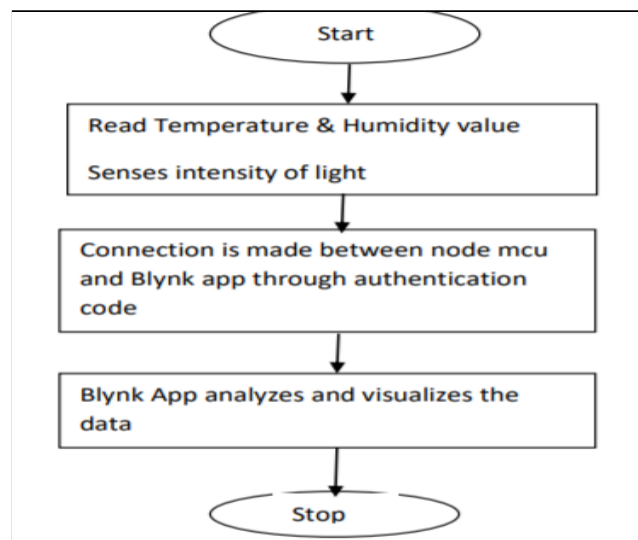 Start
Read Temperature & Humidity value
Senses intensity of light
Connection is made between node mcu
and Blynk app through authentication
code
Blynk App analyzes and visualizes the
data
Stop